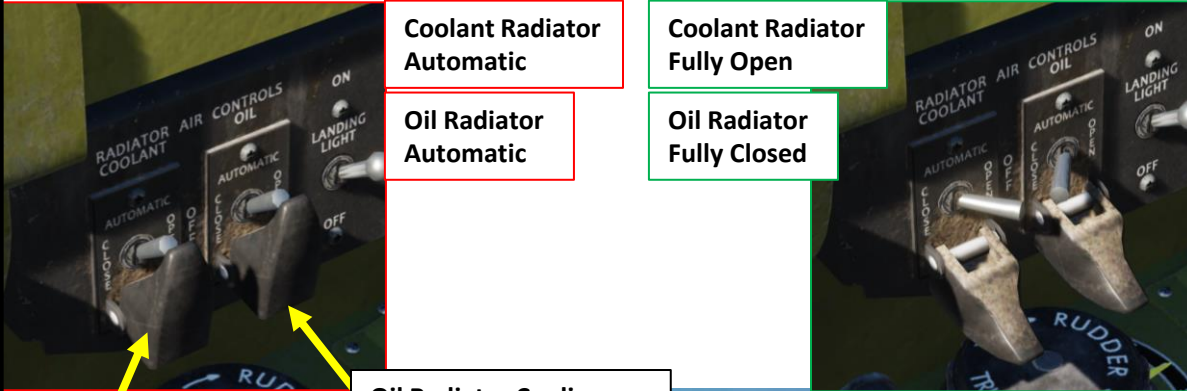 Coolant Radiator
Automatic
Oil Radiator
Automatic
Coolant Radiator
Fully Open
Oil Radiator
Fully Closed
RADIATOR AIR CONTROLS
COOLANT
OIL
AUTOMATIC
CLOSE
OFF
AUTOMATIC
CLOSE
ON
LANDING
LIGHT
OFF
RADIATOR AIR CONTROLS
COOLANT
OIL
AUTOMATIC
CLOSE
OPEN
OFF
AUTOMATIC
CLOSE
OPEN
ON
LANDING
LIGHT
OFF
RUDDER